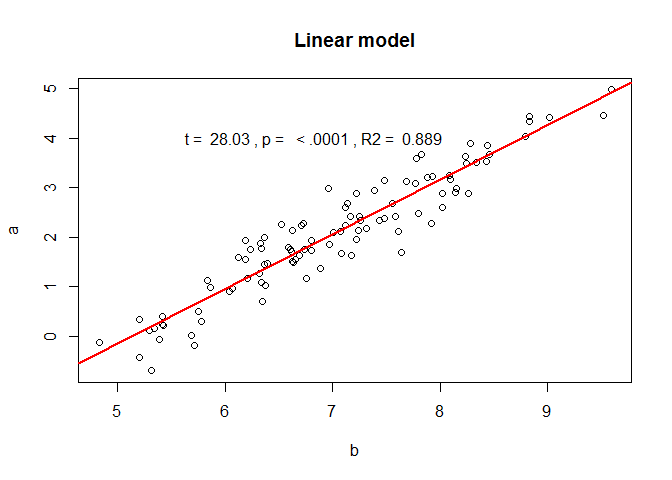 Linear model
t = 28.03 , p = < .0001 , R2 = 0.889
5
4
3
2
1
0
a
5 6 7 8 9
b